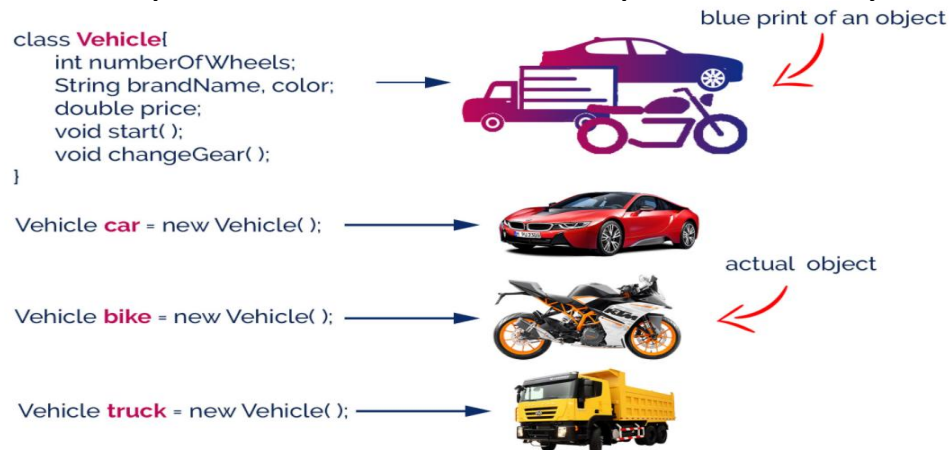 blue print of an object
class Vehicle{
int numberOfWheels;
String brandName, color;
double price;
void start( );
void changeGear( );
}
Vehicle car = new Vehicle( );
actual object
Vehicle bike = new Vehicle( );
KTM
Vehicle truck = new Vehicle( );